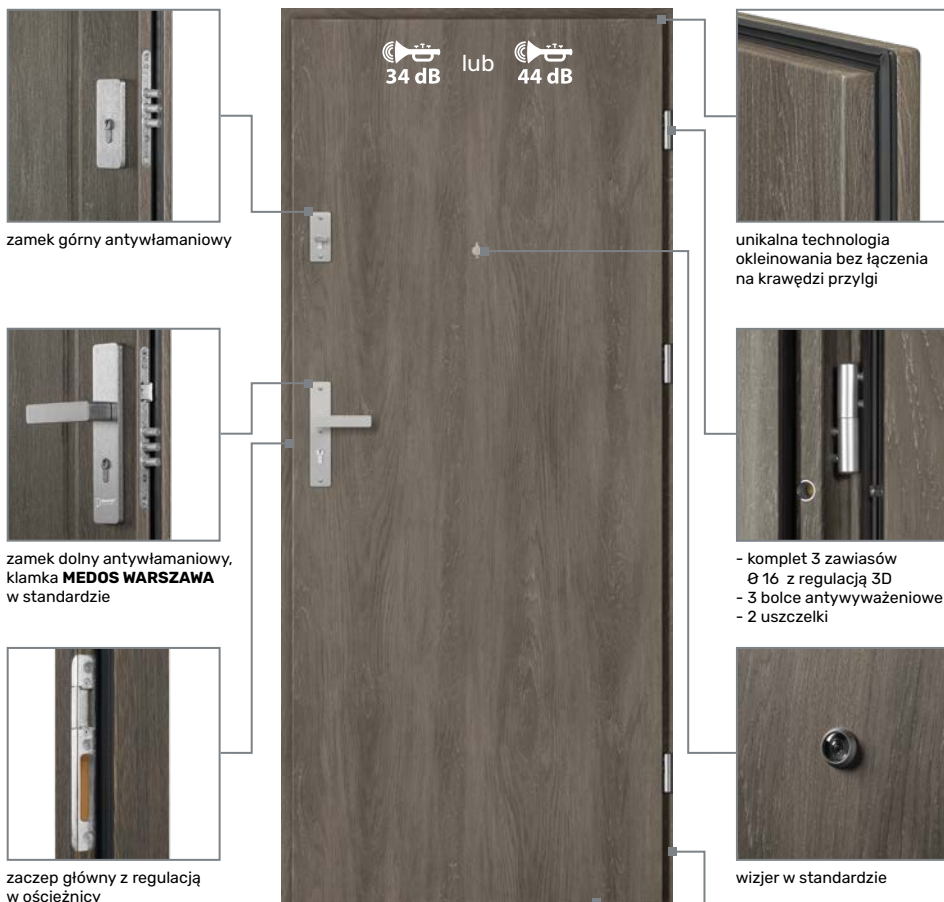 34 dB lub 44 dB
zamek górny antywłamaniowy
unikalna technologia
okleinowania bez łączenia
na krawędzi przylgi
zamek dolny antywłamaniowy,
klamka MEDOS WARSZAWA
w standardzie
- komplet 3 zawiasów
Ø 16 z regulacją 3D
- 3 bolce antywyważeniowe
- 2 uszczelki
zaczep główny z regulacją
w ościeżnicy
wizjer w standardzie